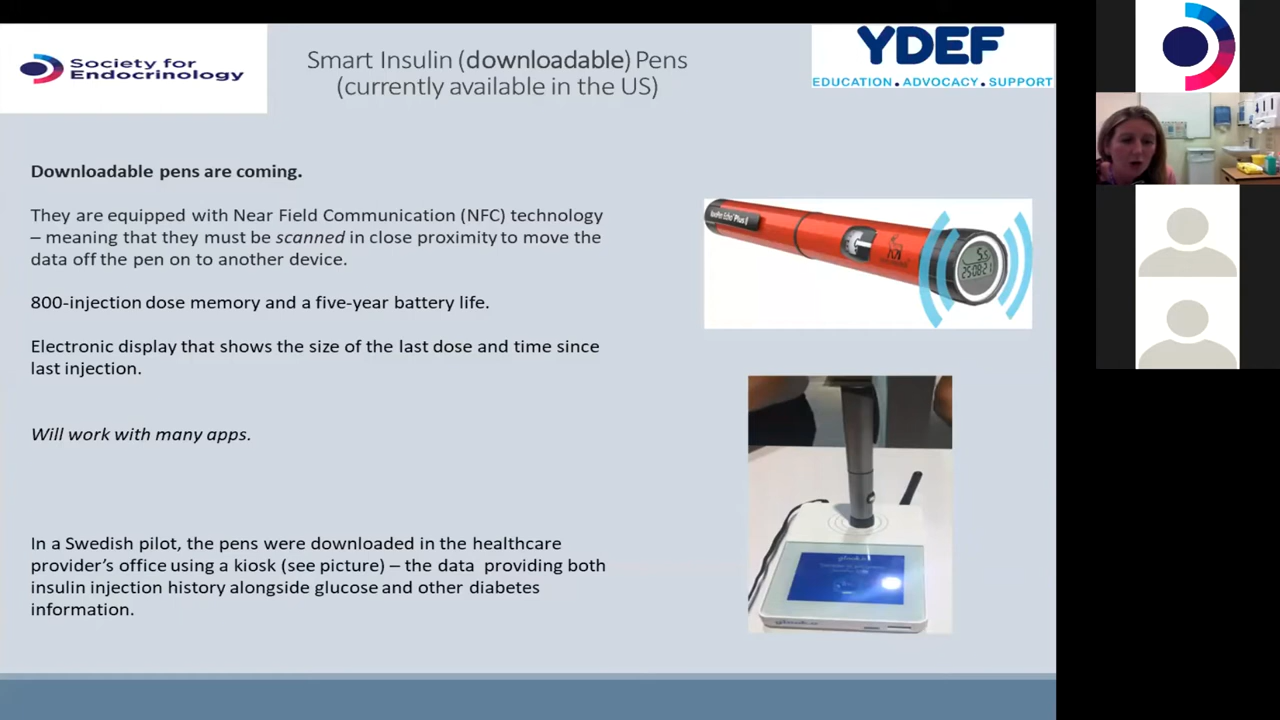 Society for
Endocrinology
Smart Insulin (downloadable) Pens
(currently available in the US)
YDEF
EDUCATION . ADVOCACY . SUPPORT
Downloadable pens are coming.
They are equipped with Near Field Communication (NFC) technology
– meaning that they must be scanned in close proximity to move the
data off the pen on to another device.
800-injection dose memory and a five-year battery life.
Electronic display that shows the size of the last dose and time since
last injection.
Will work with many apps.
In a Swedish pilot, the pens were downloaded in the healthcare
provider's office using a kiosk (see picture) – the data providing both
insulin injection history alongside glucose and other diabetes
information.
NovoPen Echo Plus